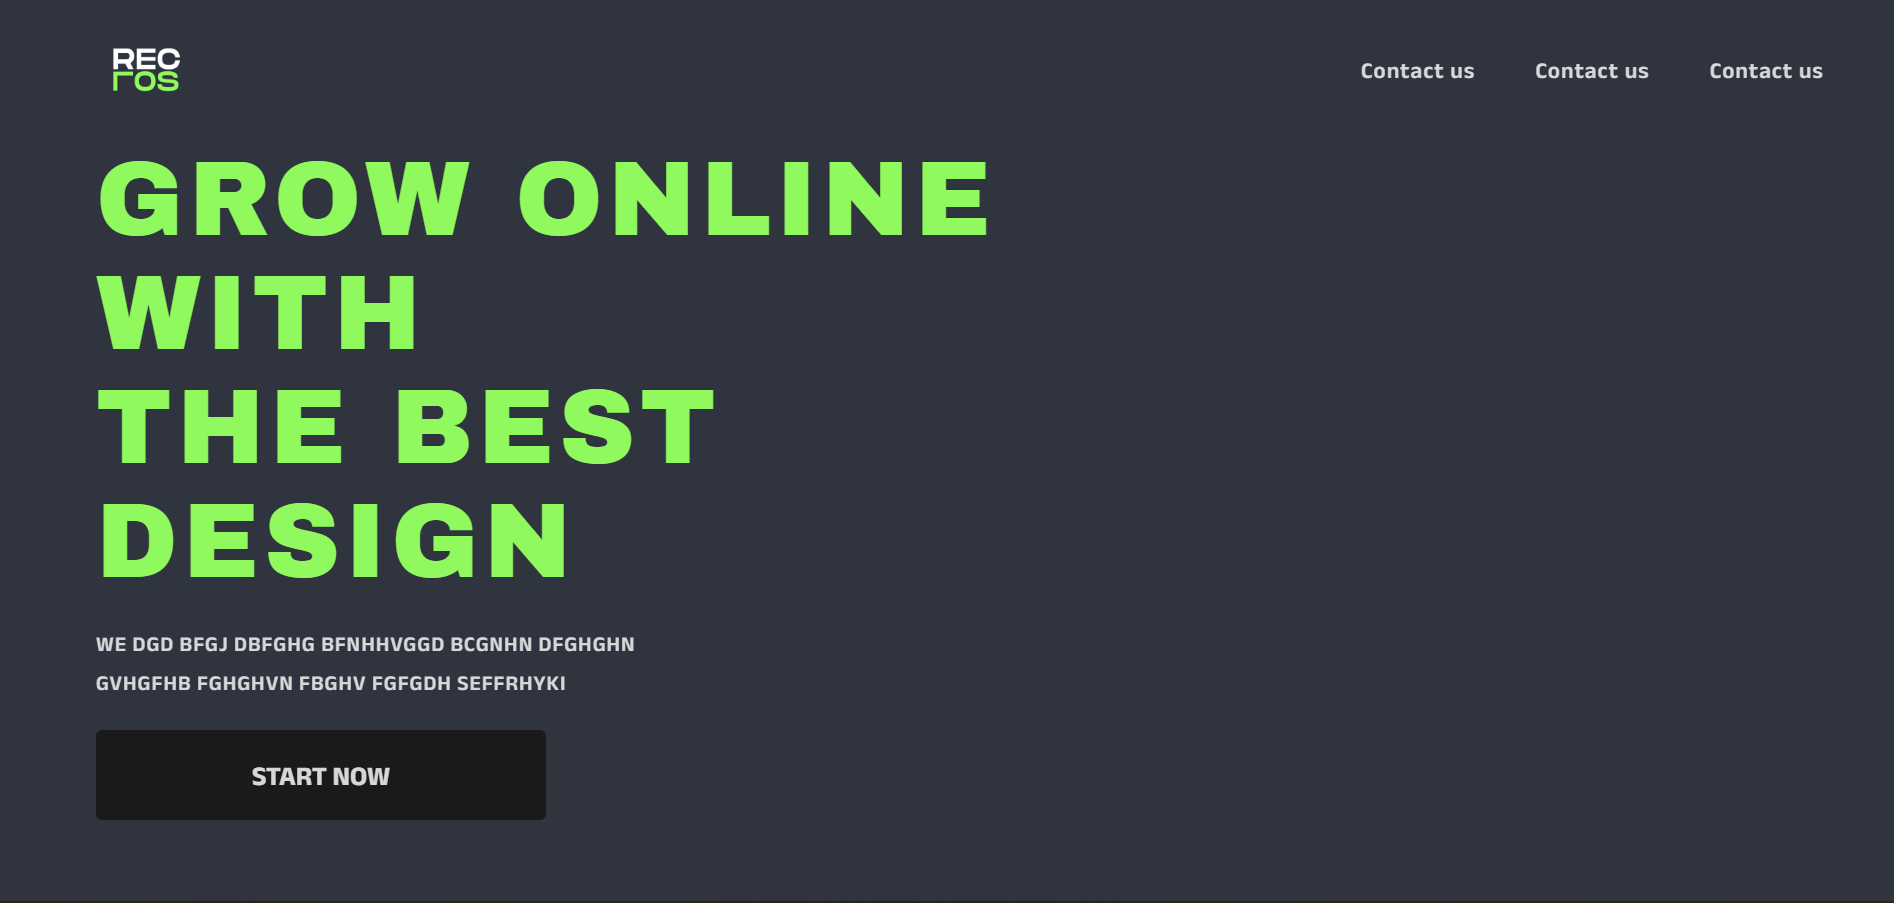 REC
ros
Contact us Contact us Contact us
GROW ONLINE
WITH
THE BEST
DESIGN
WE DGD BFGJ DBFGHG BFNHHVGGD BCGNHN DFGHGHN
GVHGFHB FGHGHVN FBGHV FGFGDH SEFFRHYKI
START NOW